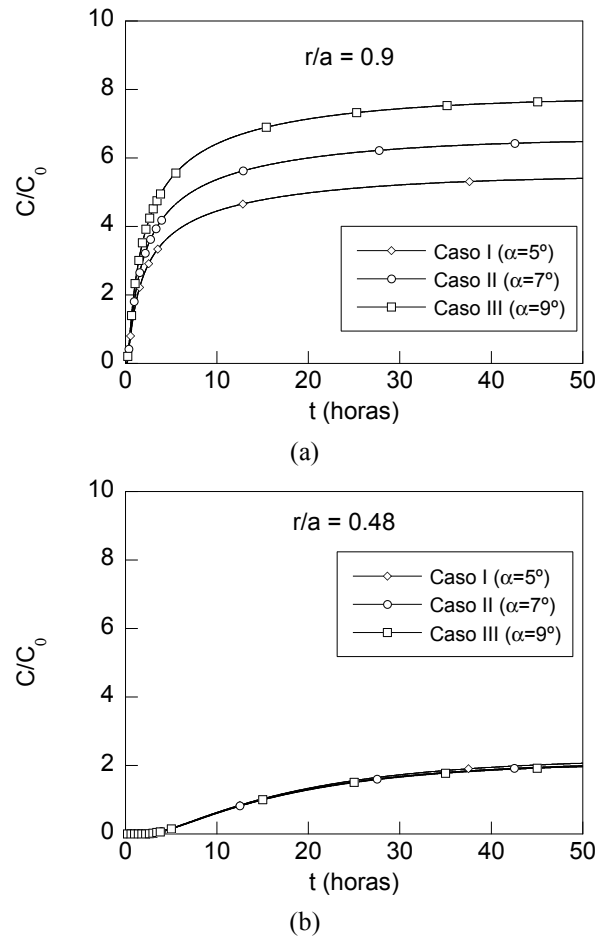 10
r/a = 0.9
8
6
C/C₀
4
Caso I (α=5º)
Caso II (α=7º)
2
Caso III (α=9º)
0
0 10 20 30 40 50
t (horas)
(a)
10
r/a = 0.48
8
Caso I (α=5º)
Caso II (α=7º)
6
Caso III (α=9º)
C/C₀
4
2
0
0 10 20 30 40 50
t (horas)
(b)